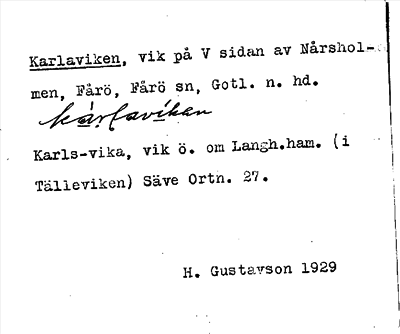 Karlaviken, vik på V sidan av Nårshol-
men, Fårö, Fårö sn, Gotl. n. hd.
kárlavíkan
Karls-vika, vik ö. om Langh.ham. (i
Tälleviken) Säve Ortn. 27.
H. Gustavson 1929